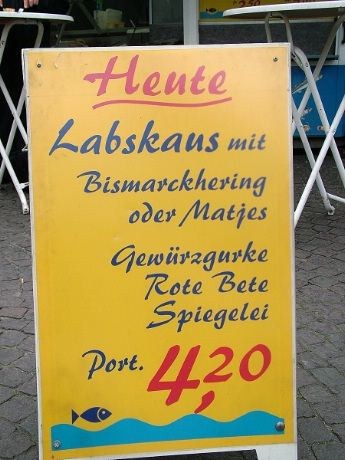 Heute
Labskaus mit
Bismarckhering
oder Matjes
Gewürzgurke
Rote Bete
Spiegelei
Port. 4,20